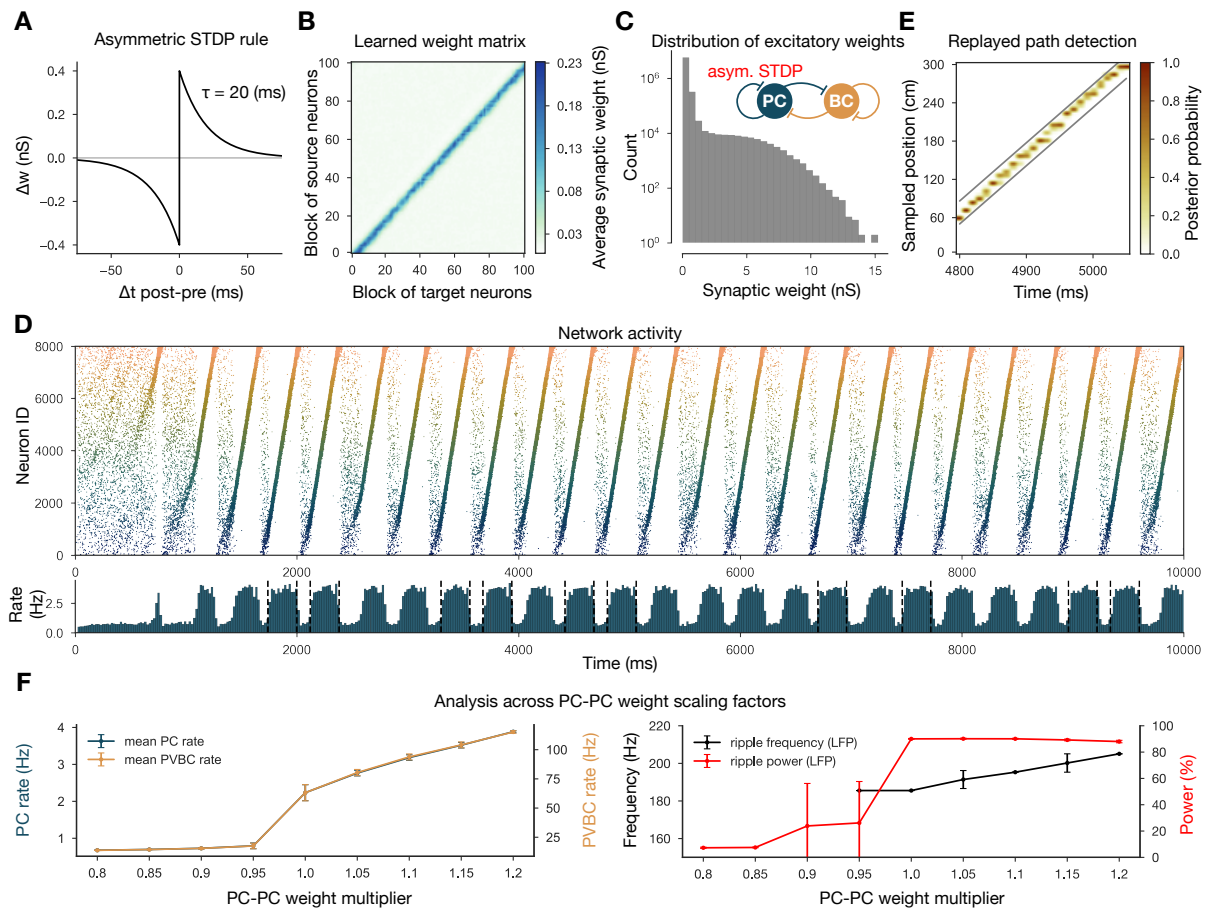 A
Asymmetric STDP rule
τ = 20 (ms)
Δw (nS)
0.4
0.2
0.0
−0.2
−0.4
−50
0
50
Δt post-pre (ms)
B
Learned weight matrix
Block of source neurons
100
80
60
40
20
0
0
20
40
60
80
100
Block of target neurons
0.23
0.18
0.13
0.08
0.03
Average synaptic weight (nS)
C
Distribution of excitatory weights
asym. STDP
PC
BC
Count
10^6
10^4
10^2
10^0
0
5
10
15
Synaptic weight (nS)
E
Replayed path detection
Sampled position (cm)
300
240
180
120
60
0
4800
4900
5000
Time (ms)
1.0
0.8
0.6
0.4
0.2
0.0
Posterior probability
D
Network activity
Neuron ID
8000
6000
4000
2000
0
0
2000
4000
6000
8000
10000
Rate
(Hz)
2.5
0.0
0
2000
4000
6000
8000
10000
Time (ms)
F
Analysis across PC-PC weight scaling factors
PC rate (Hz)
4
3
2
1
mean PC rate
mean PVBC rate
100
75
50
25
PVBC rate (Hz)
0.8
0.85
0.9
0.95
1.0
1.05
1.1
1.15
1.2
PC-PC weight multiplier
Frequency (Hz)
220
200
180
160
ripple frequency (LFP)
ripple power (LFP)
100
80
60
40
20
0
Power (%)
0.8
0.85
0.9
0.95
1.0
1.05
1.1
1.15
1.2
PC-PC weight multiplier